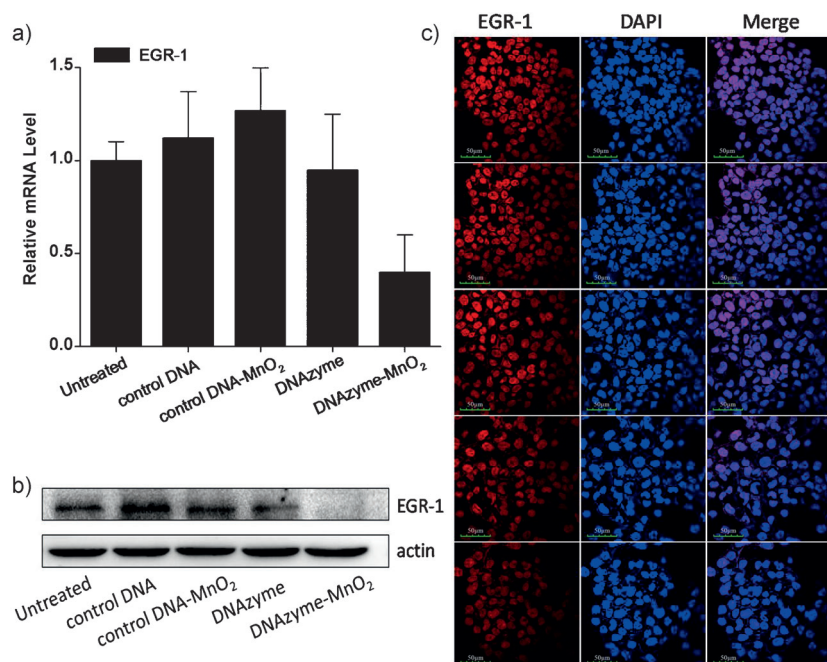 a)
EGR-1
Relative mRNA Level
1.5
1.0
0.5
0.0
Untreated
control DNA
control DNA-MnO₂
DNAzyme
DNAzyme-MnO₂
b)
EGR-1
actin
Untreated
control DNA
control DNA-MnO₂
DNAzyme
DNAzyme-MnO₂
c)
EGR-1 DAPI Merge
50μm 50μm 50μm
50μm 50μm 50μm
50μm 50μm 50μm
50μm 50μm 50μm
50μm 50μm 50μm